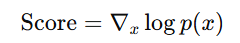 Score = ∇ₓ log p(x)